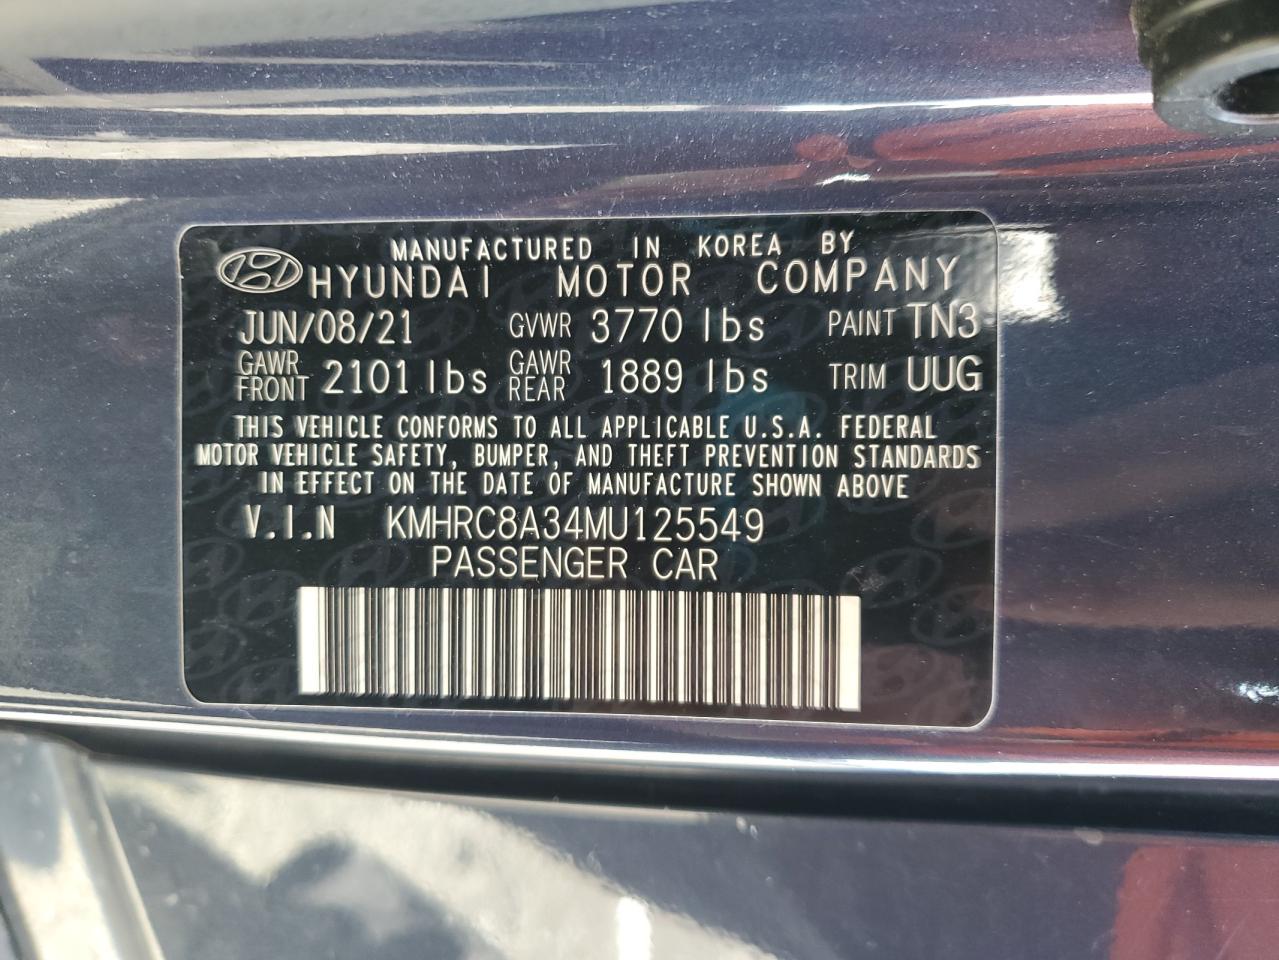 MANUFACTURED IN KOREA BY
HYUNDAI MOTOR COMPANY
JUN/08/21 GVWR 3770 lbs PAINT TN3
GAWR FRONT 2101 lbs GAWR REAR 1889 lbs TRIM UUG
THIS VEHICLE CONFORMS TO ALL APPLICABLE U.S.A. FEDERAL
MOTOR VEHICLE SAFETY, BUMPER, AND THEFT PREVENTION STANDARDS
IN EFFECT ON THE DATE OF MANUFACTURE SHOWN ABOVE
V.I.N KMHRC8A34MU125549
PASSENGER CAR